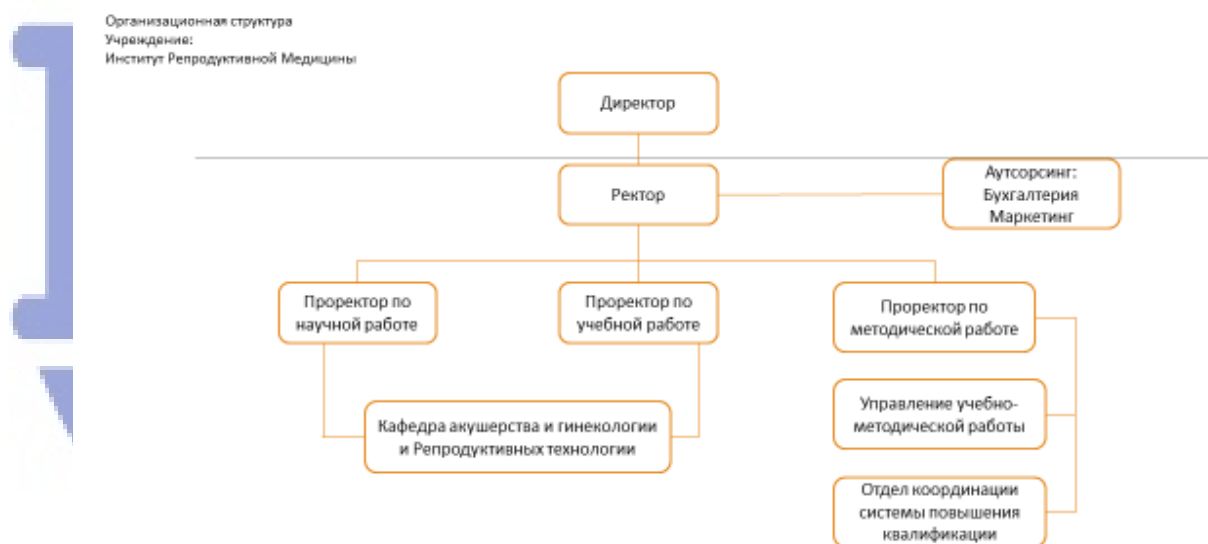 Организационная структура
Учреждение:
Институт Репродуктивной Медицины
Директор
Ректор
Аутсорсинг:
Бухгалтерия
Маркетинг
Проректор по
научной работе
Проректор по
учебной работе
Проректор по
методической работе
Кафедра акушерства и гинекологии
и Репродуктивных технологии
Управление учебно-
методической работы
Отдел координации
системы повышения
квалификации